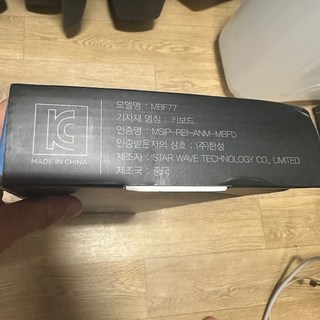 모델명 : MBF77
기자재 명칭 : 키보드
인증명 : MSIP-REI-ANM-MBFD
인증받은자의 상호 : (주)한성
제조자 : STAR WAVE TECHNOLOGY CO., LIMITED
제조국 : 중국
KC
MADE IN CHINA